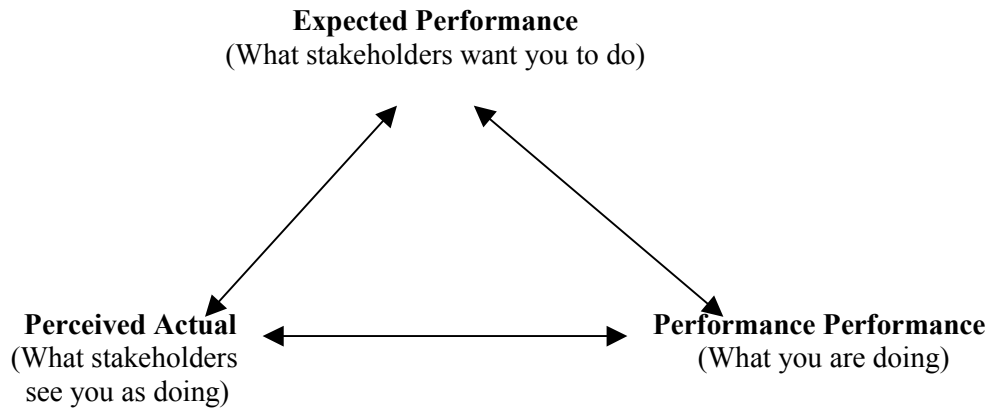 Expected Performance
(What stakeholders want you to do)
Perceived Actual
(What stakeholders
see you as doing)
Performance Performance
(What you are doing)